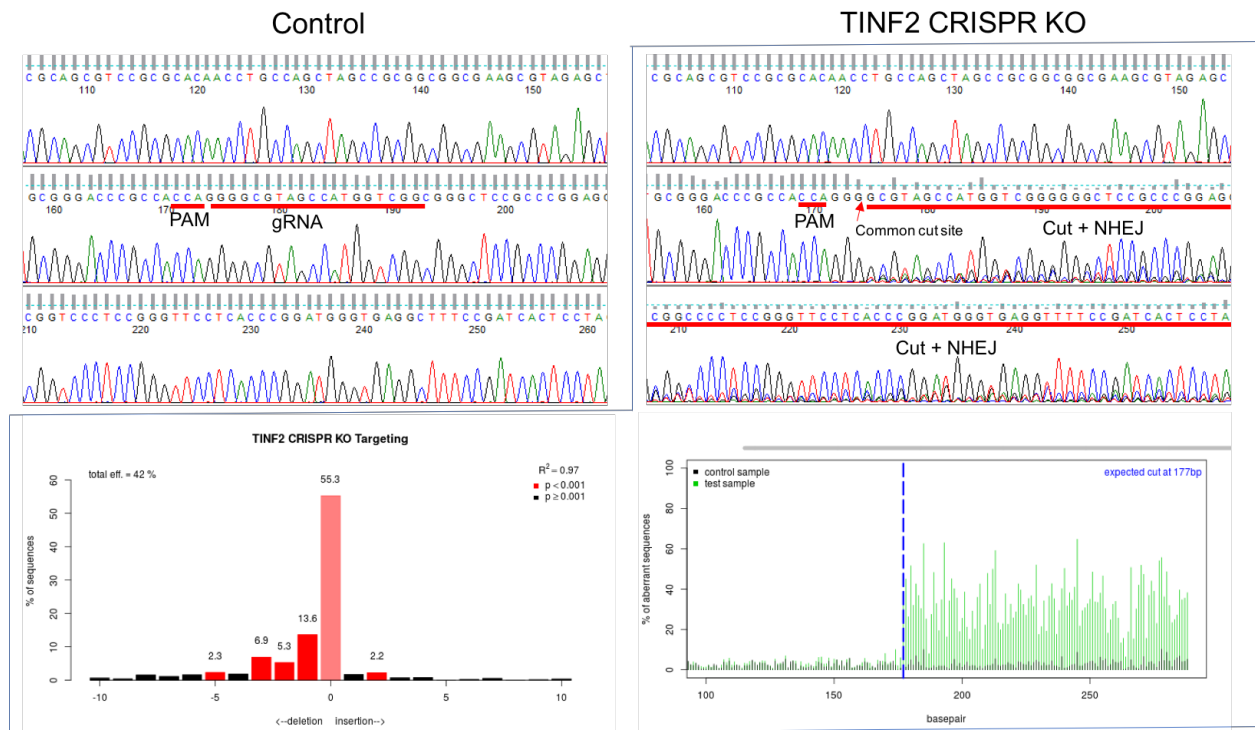 Control
TINF2 CRISPR KO
CGCAGCGTCCGCGCACAACCTGCCAGCTAGCCGCGGCGGCGAAGCGTAGAGCT
110 120 130 140 150
GCGGGACCCGCCACCAGGGGCGTAGCCATGGTCGGCGGGCTCCGCCCGGAG
160 170 180 190 200
PAM gRNA
CGGTCCCTCCGGGTTCCTCACCCGGATGGGTGAGGCTTTCCGATCACTCCTA
210 220 230 240 250 260
CGCAGCGTCCGCGCACAACCTGCCAGCTAGCCGCGGCGGCGAAGCGTAGAGC
110 120 130 140 150
TGCGGGACCCGCCACCAGGGGCGTAGCCATGGTCGGGGGGCTCCGCCCGGAG
160 170 180 190 200
PAM Common cut site Cut + NHEJ
CGGCCCCTCCGGGTTCCTCACCCGGATGGGTGAGGTTTTCCGATCACTCCTA
210 220 230 240 250
Cut + NHEJ
TINF2 CRISPR KO Targeting
total eff. = 42 %
R² = 0.97
p < 0.001
p ≥ 0.001
% of sequences
0 10 20 30 40 50 60
2.3 6.9 5.3 13.6 55.3 2.2
-10 -5 0 5 10
<--deletion insertion-->
control sample
test sample
expected cut at 177bp
% of aberrant sequences
0 20 40 60 80 100
100 150 200 250
basepair